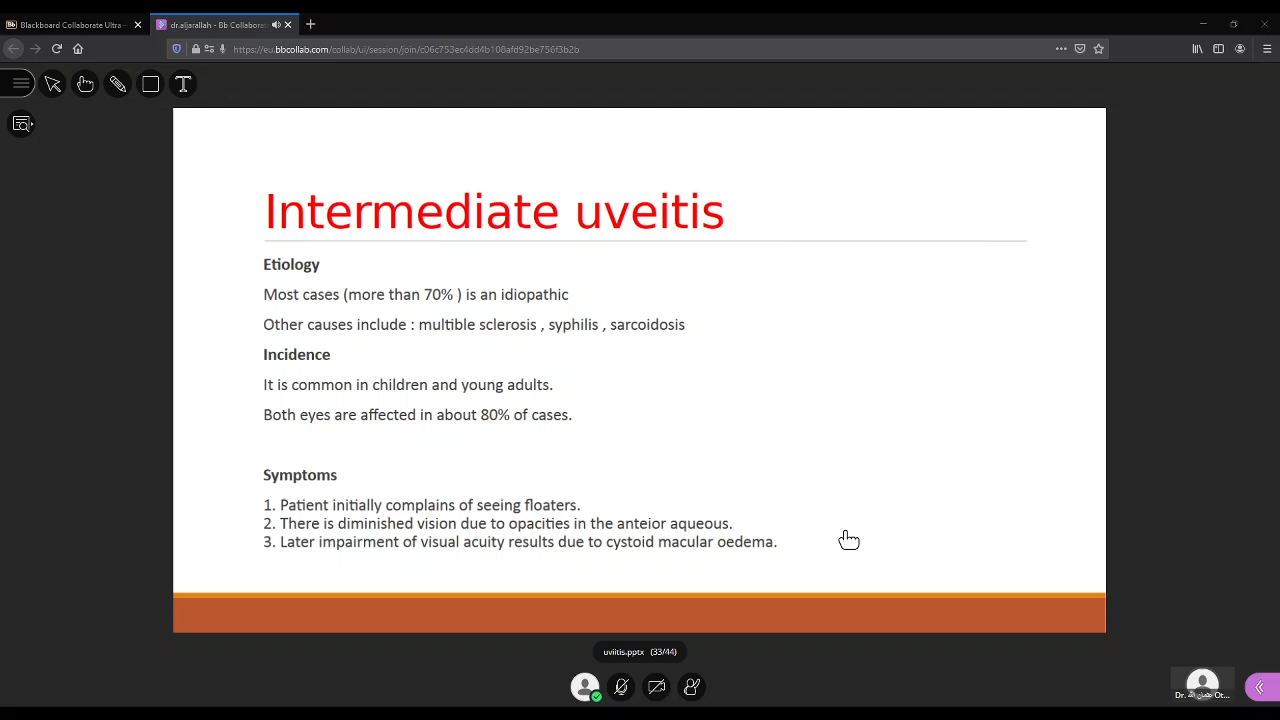 Blackboard Collaborate Ultra –
dr.aljarallah - Bb Collabora
https://eu.bbcollab.com/collab/ui/session/join/c06c753ec4dd4b108afd92be756f3b2b
Intermediate uveitis
Etiology
Most cases (more than 70% ) is an idiopathic
Other causes include : multible sclerosis , syphilis , sarcoidosis
Incidence
It is common in children and young adults.
Both eyes are affected in about 80% of cases.
Symptoms
1. Patient initially complains of seeing floaters.
2. There is diminished vision due to opacities in the anteior aqueous.
3. Later impairment of visual acuity results due to cystoid macular oedema.
uviitis.pptx (33/44)
Dr.